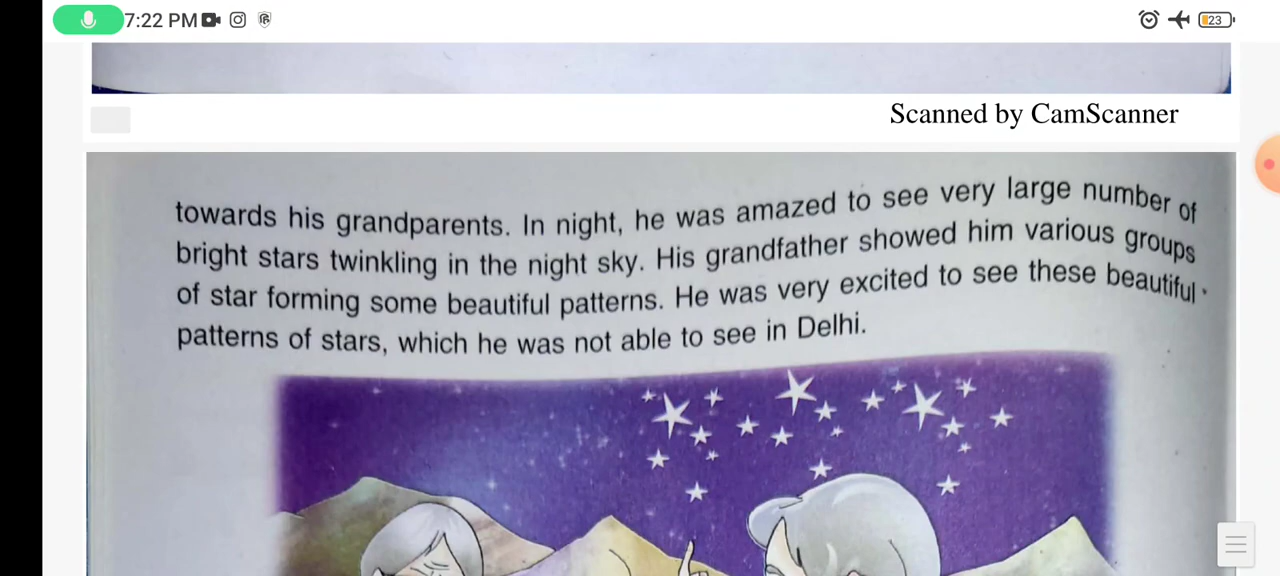 7:22 PM
23
Scanned by CamScanner
towards his grandparents. In night, he was amazed to see very large number of
bright stars twinkling in the night sky. His grandfather showed him various groups
of star forming some beautiful patterns. He was very excited to see these beautiful
patterns of stars, which he was not able to see in Delhi.